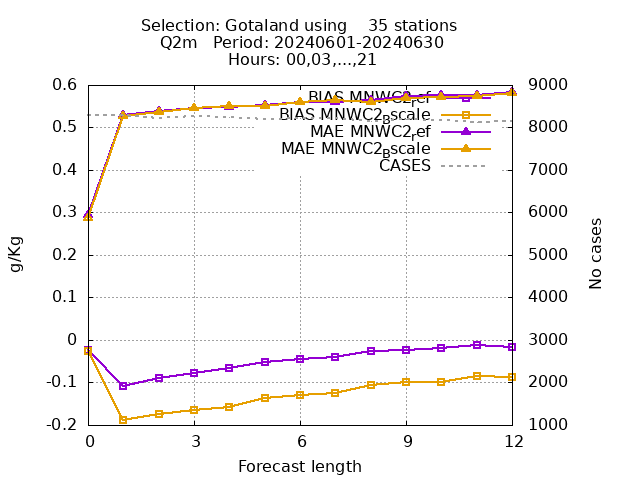 Selection: Gotaland using    35 stations
Q2m   Period: 20240601-20240630
Hours: 00,03,...,21
BIAS MNWC2_ref
BIAS MNWC2_Bscale
MAE MNWC2_ref
MAE MNWC2_Bscale
CASES
0.6
0.5
0.4
0.3
0.2
0.1
0
-0.1
-0.2
9000
8000
7000
6000
5000
4000
3000
2000
1000
0 3 6 9 12
g/Kg
No cases
Forecast length